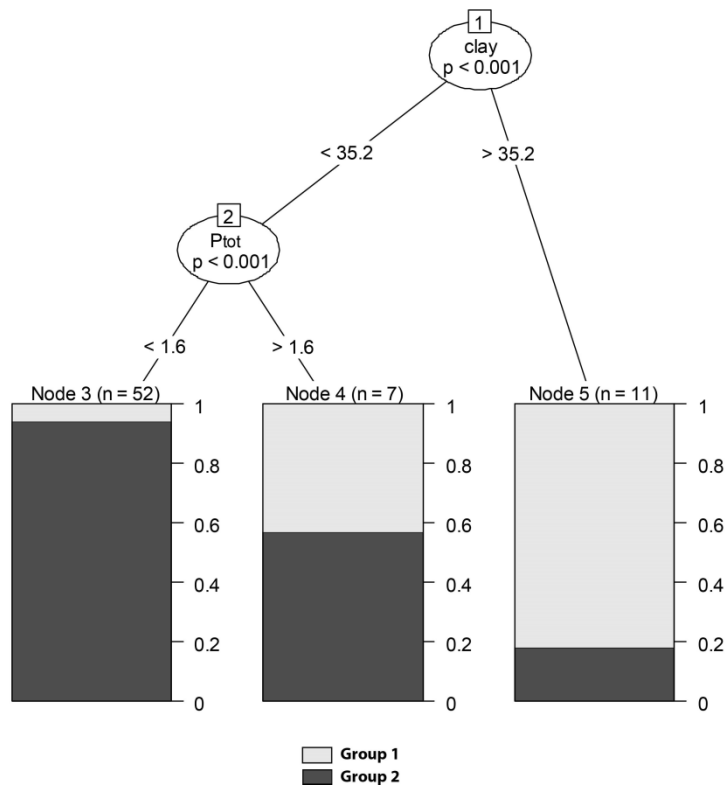 1
clay
p < 0.001
< 35.2
> 35.2
2
Ptot
p < 0.001
< 1.6
> 1.6
Node 3 (n = 52)
Node 4 (n = 7)
Node 5 (n = 11)
1
0.8
0.6
0.4
0.2
0
1
0.8
0.6
0.4
0.2
0
1
0.8
0.6
0.4
0.2
0
Group 1
Group 2